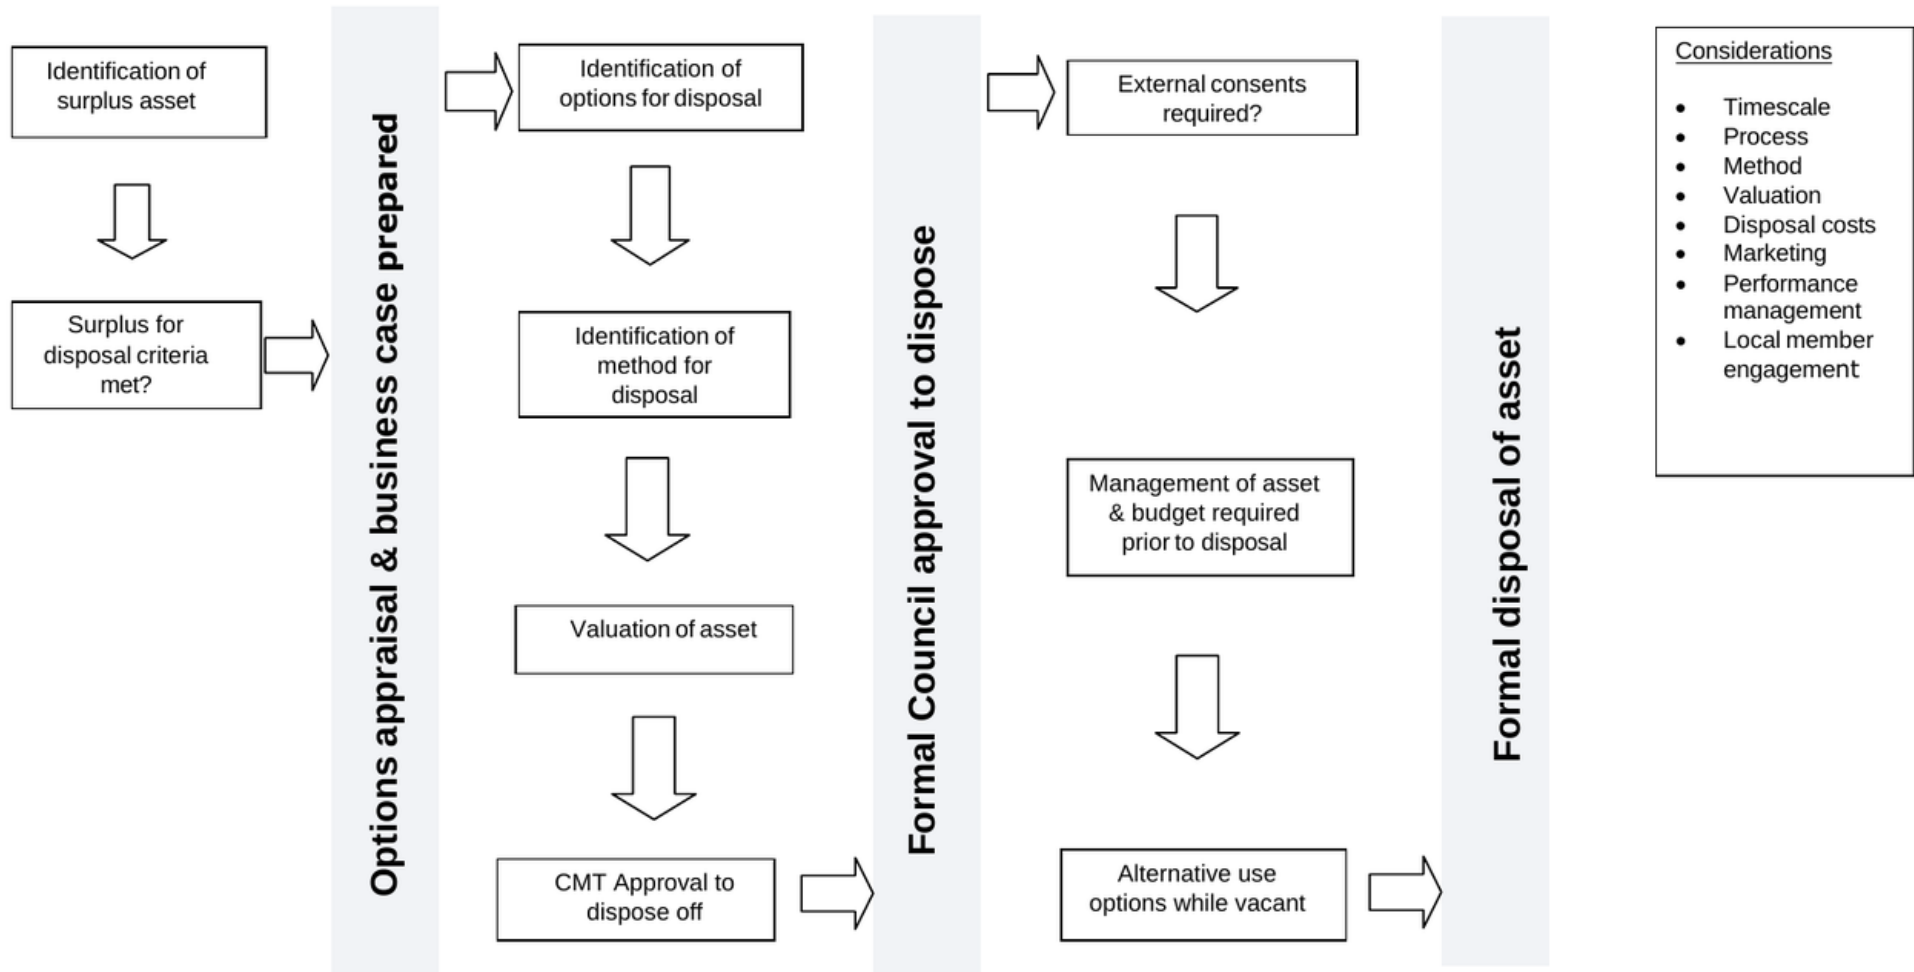 Identification of
surplus asset
Surplus for
disposal criteria
met?
Options appraisal & business case prepared
Identification of
options for disposal
Identification of
method for
disposal
Valuation of asset
CMT Approval to
dispose off
Formal Council approval to dispose
External consents
required?
Management of asset
& budget required
prior to disposal
Alternative use
options while vacant
Formal disposal of asset
Considerations
• Timescale
• Process
• Method
• Valuation
• Disposal costs
• Marketing
• Performance
management
• Local member
engagement